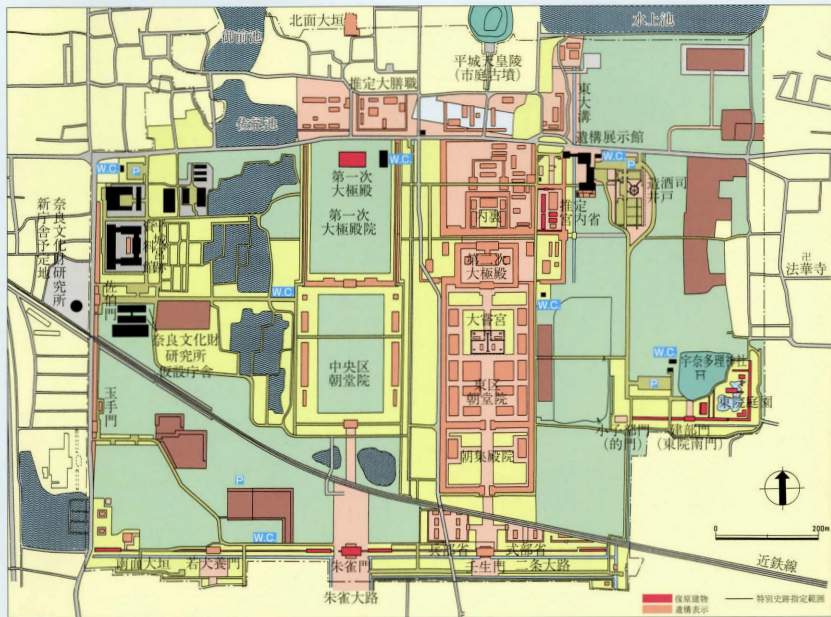 北面大垣
御前池
水上池
平城天皇陵
(市庭古墳)
推定大膳職
佐紀池
東大溝
遺構展示館
W.C.
P
W.C.
W.C.
P
第一次
大極殿
第一次
大極殿院
内裏
推定
宮内省
造酒司
井戸
奈良文化財研究所
新庁舎予定地
平城宮跡
資料館
第二次
大極殿
卍
法華寺
佐伯門
W.C.
W.C.
大嘗宮
奈良文化財
研究所
仮設庁舎
中央区
朝堂院
東区
朝堂院
W.C.
宇奈多理神社
P
東院庭園
玉手門
小子部門
(的門)
建部門
(東院南門)
朝集殿院
P
W.C.
兵部省
式部省
0
200m
近鉄線
南面大垣
若犬養門
朱雀門
壬生門
二条大路
朱雀大路
復原建物
遺構表示
特別史跡指定範囲